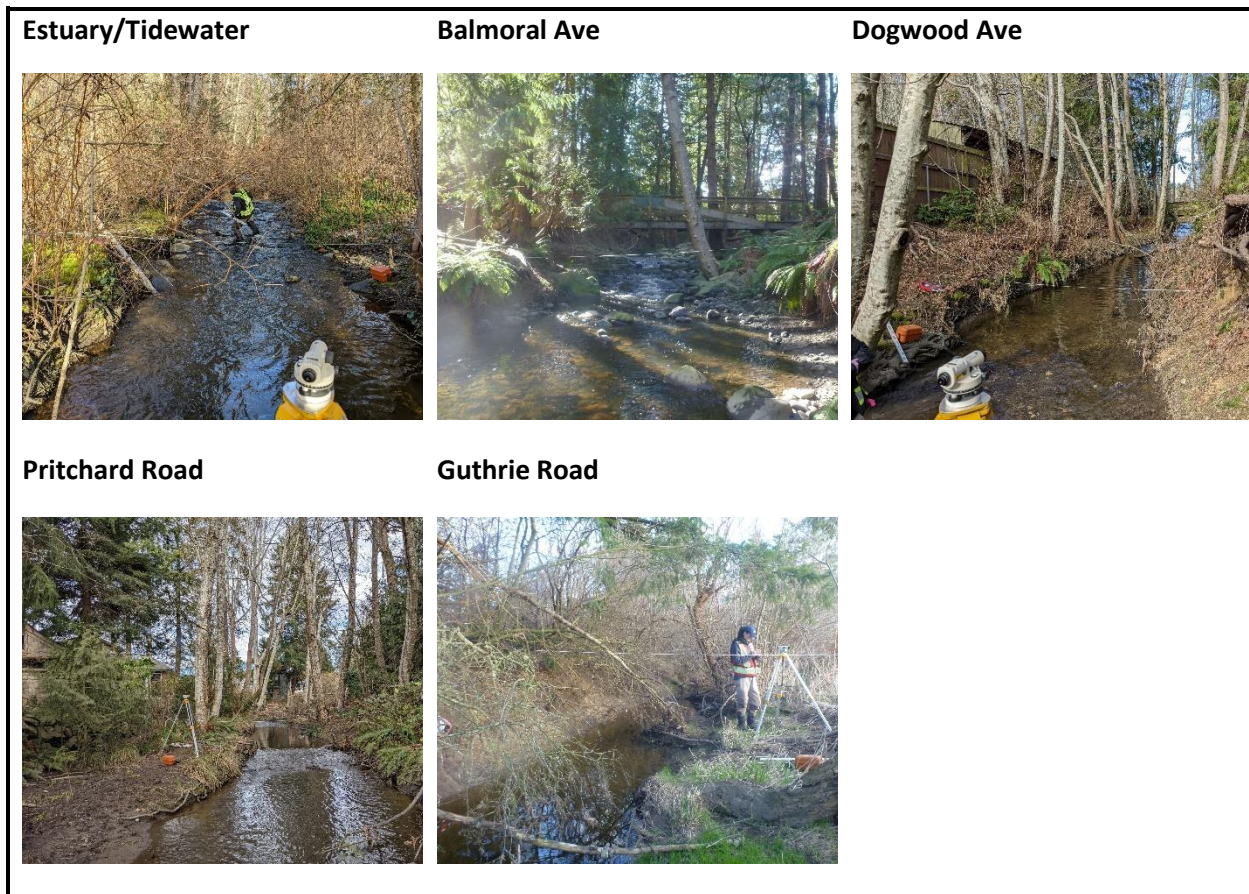 Estuary/Tidewater
Balmoral Ave
Dogwood Ave
Pritchard Road
Guthrie Road